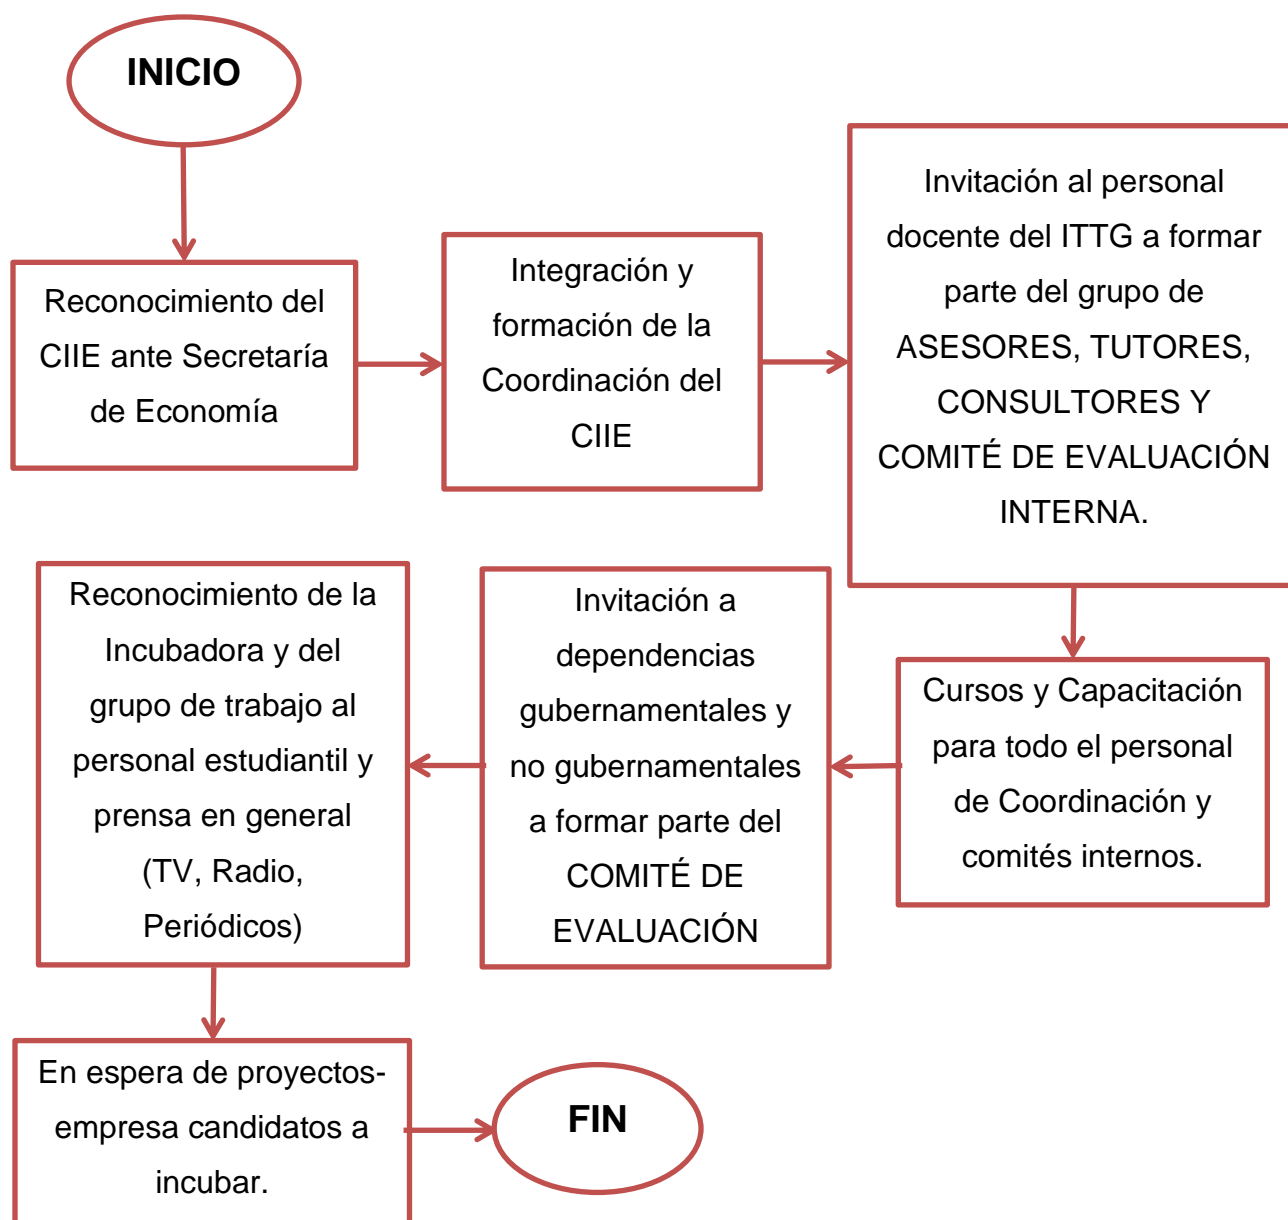 INICIO
Reconocimiento del
CIIE ante Secretaría
de Economía
Integración y
formación de la
Coordinación del
CIIE
Invitación al personal
docente del ITTG a formar
parte del grupo de
ASESORES, TUTORES,
CONSULTORES Y
COMITÉ DE EVALUACIÓN
INTERNA.
Cursos y Capacitación
para todo el personal
de Coordinación y
comités internos.
Invitación a
dependencias
gubernamentales y
no gubernamentales
a formar parte del
COMITÉ DE
EVALUACIÓN
Reconocimiento de la
Incubadora y del
grupo de trabajo al
personal estudiantil y
prensa en general
(TV, Radio,
Periódicos)
En espera de proyectos-
empresa candidatos a
incubar.
FIN